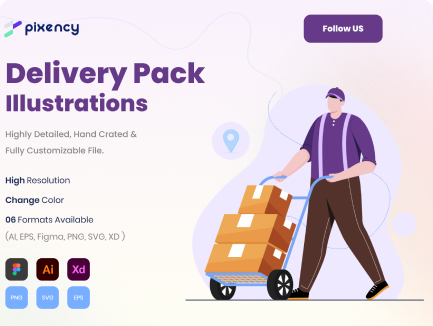 pixency
Follow US
Delivery Pack
Illustrations
Highly Detailed, Hand Crated &
Fully Customizable File.
High Resolution
Change Color
06 Formats Available
(AI, EPS, Figma, PNG, SVG, XD )
Ai
Xd
PNG
SVG
EPS